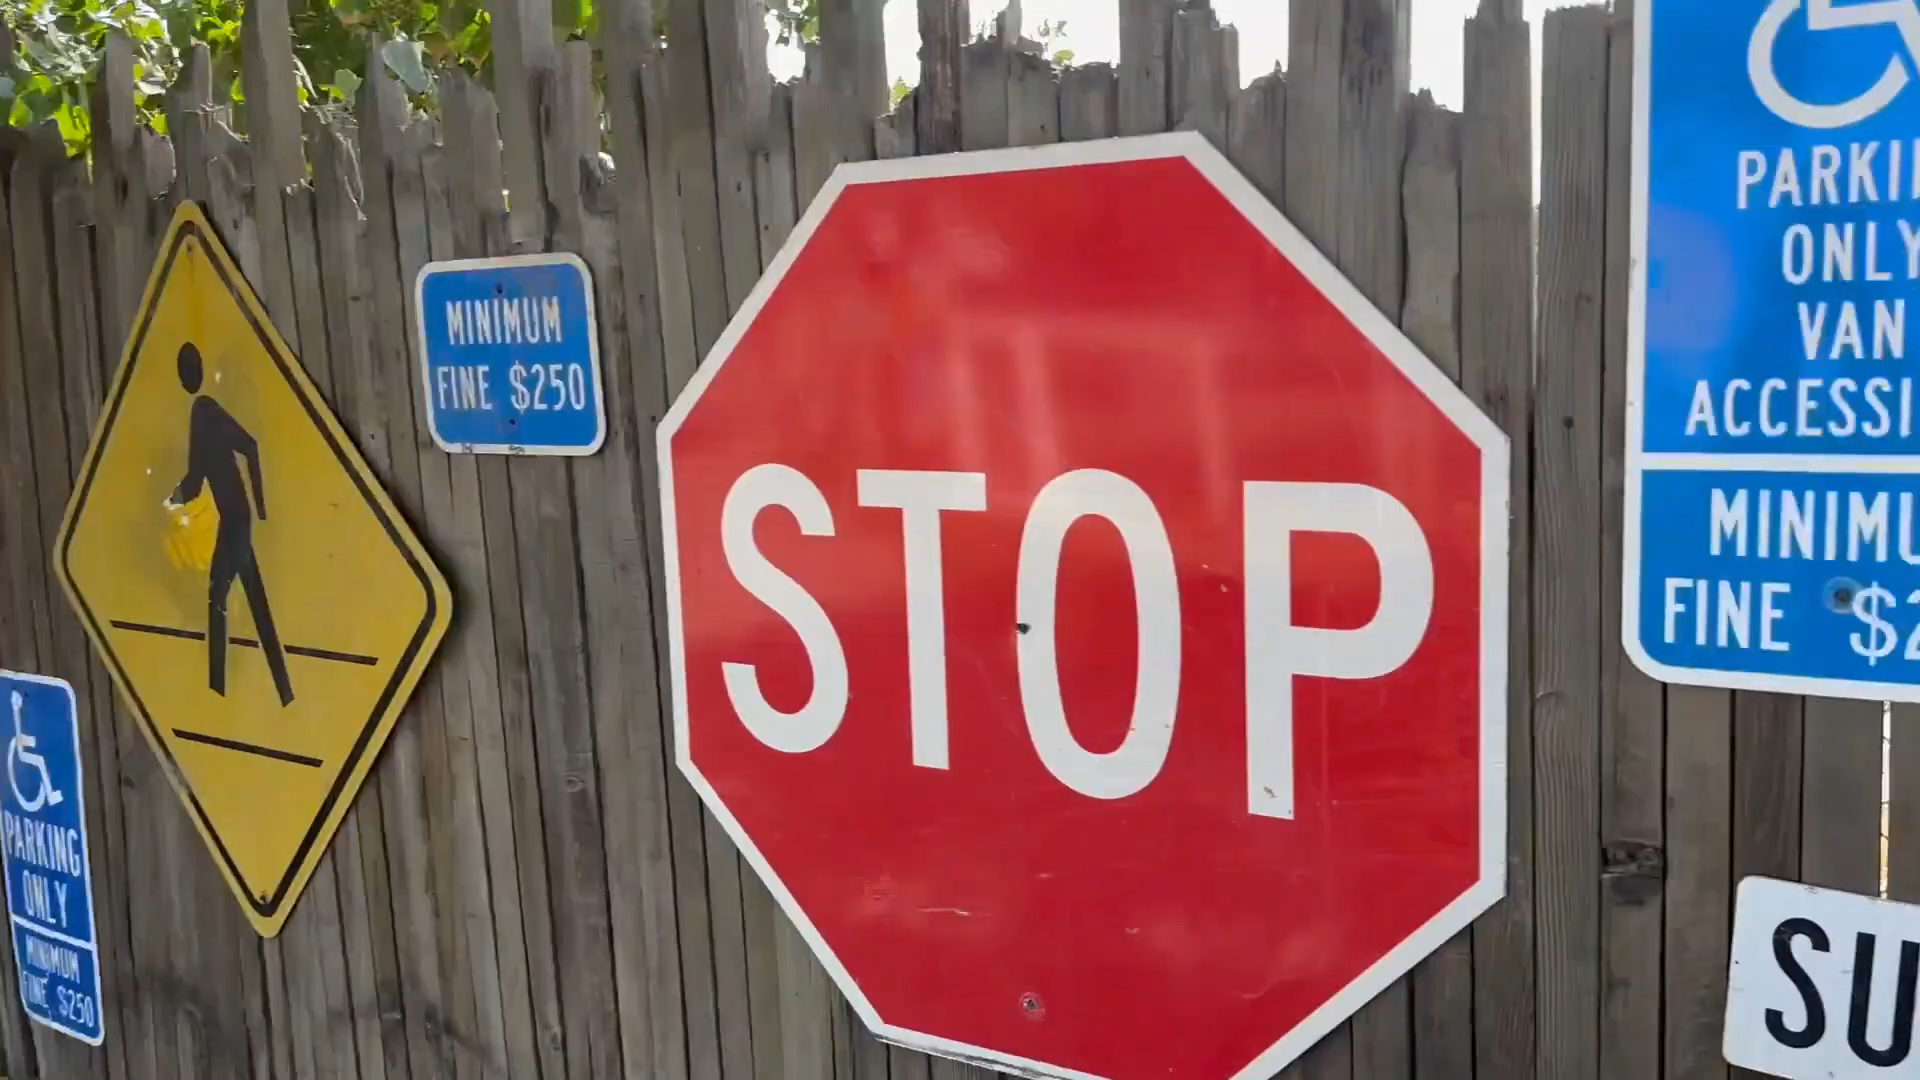 MINIMUM
FINE $250
STOP
PARKING
ONLY
MINIMUM
FINE $250
PARKI
ONLY
VAN
ACCESSI
MINIMU
FINE $2
SU